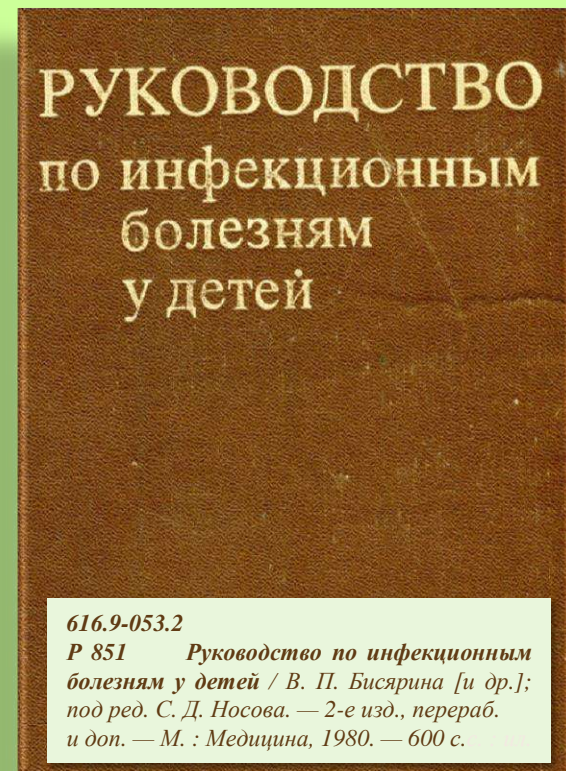 РУКОВОДСТВО
по инфекционным
болезням
у детей
616.9-053.2
Р 851 Руководство по инфекционным
болезням у детей / В. П. Бисярина [и др.];
под ред. С. Д. Носова. — 2-е изд., перераб.
и доп. — М. : Медицина, 1980. — 600 с.